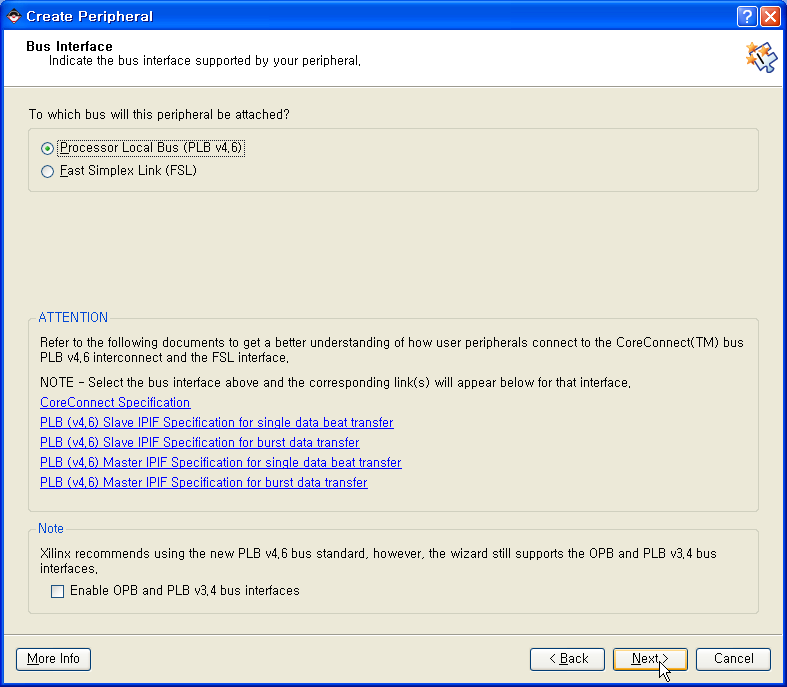 Create Peripheral
Bus Interface
Indicate the bus interface supported by your peripheral.
To which bus will this peripheral be attached?
Processor Local Bus (PLB v4.6)
Fast Simplex Link (FSL)
ATTENTION
Refer to the following documents to get a better understanding of how user peripherals connect to the CoreConnect(TM) bus
PLB v4.6 interconnect and the FSL interface.
NOTE - Select the bus interface above and the corresponding link(s) will appear below for that interface.
CoreConnect Specification
PLB (v4.6) Slave IPIF Specification for single data beat transfer
PLB (v4.6) Slave IPIF Specification for burst data transfer
PLB (v4.6) Master IPIF Specification for single data beat transfer
PLB (v4.6) Master IPIF Specification for burst data transfer
Note
Xilinx recommends using the new PLB v4.6 bus standard, however, the wizard still supports the OPB and PLB v3.4 bus
interfaces.
Enable OPB and PLB v3.4 bus interfaces
More Info
< Back
Next >
Cancel